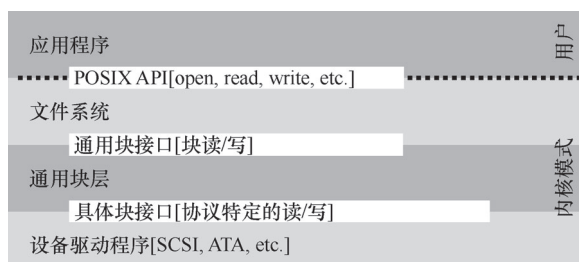 应用程序
用户
POSIX API[open, read, write, etc.]
文件系统
通用块接口[块读/写]
内核模式
通用块层
具体块接口[协议特定的读/写]
设备驱动程序[SCSI, ATA, etc.]